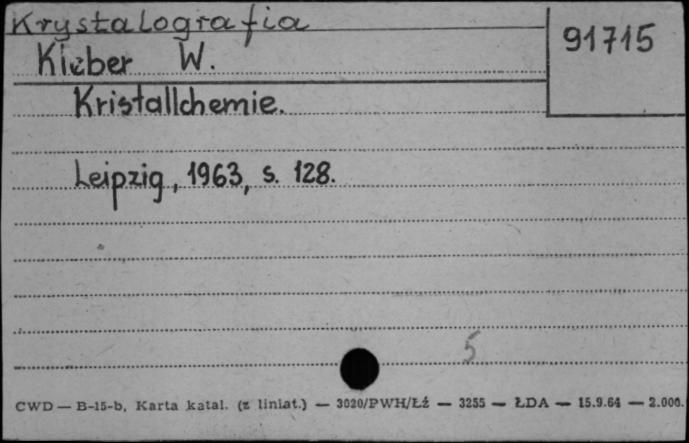 Krystalografia
91715
Kleber W.
Kristallchemie.
Leipzig, 1963, s. 128.
5
CWD — B-15-b, Karta katal. (z liniat.) — 3020/PWH/Łź — 3255 — ŁDA — 15.9.64 — 2.000.